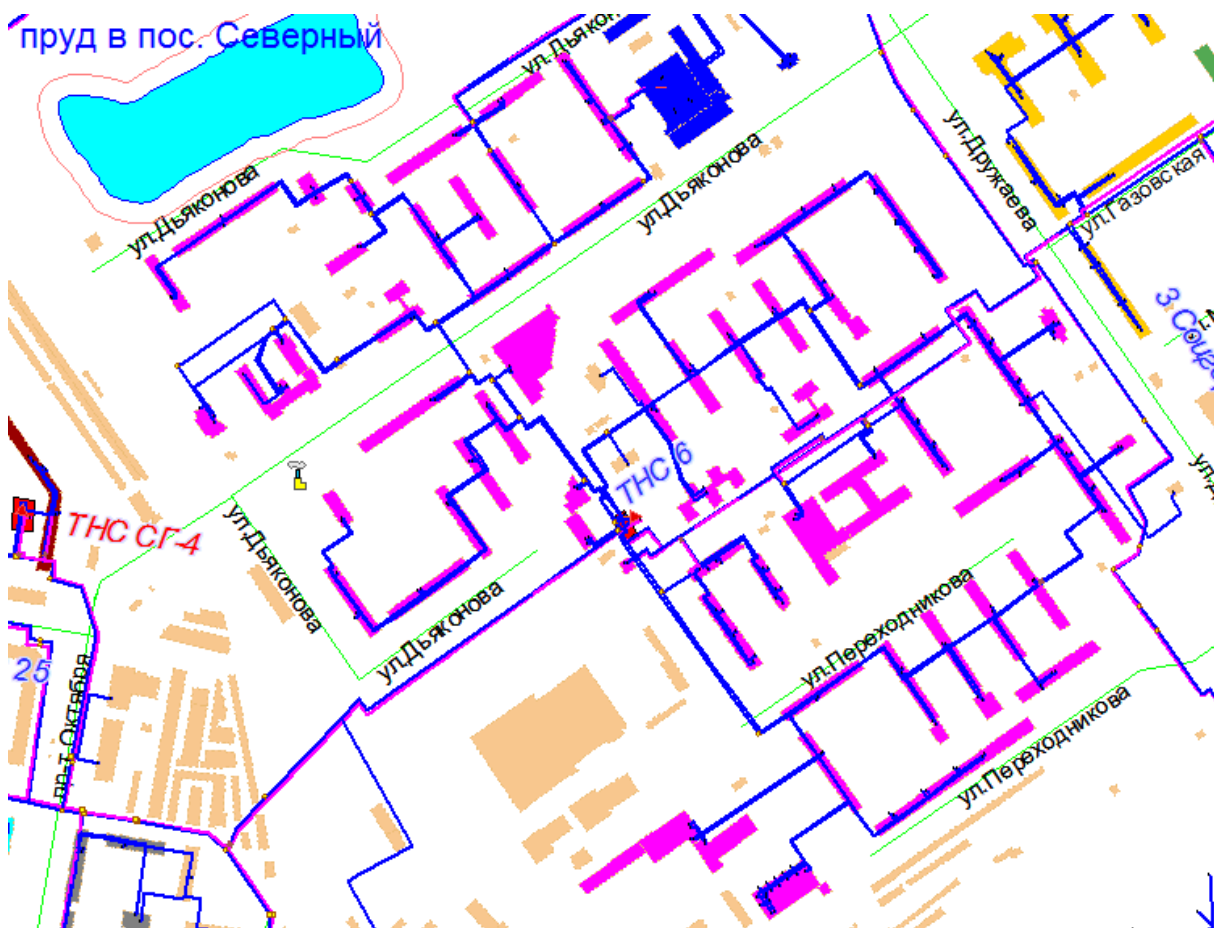 пруд в пос. Северный
ул.Дьяконова
ул.Дьяконова
ул.Дружаева
ул.Газовская
ул.Дьяконова
3. Соцго
ТНС 6
ТНС СГ-4
ул.Дьяконова
ул.Дьяконова
ул.Переходникова
25
пр-т Октября
ул.Переходникова